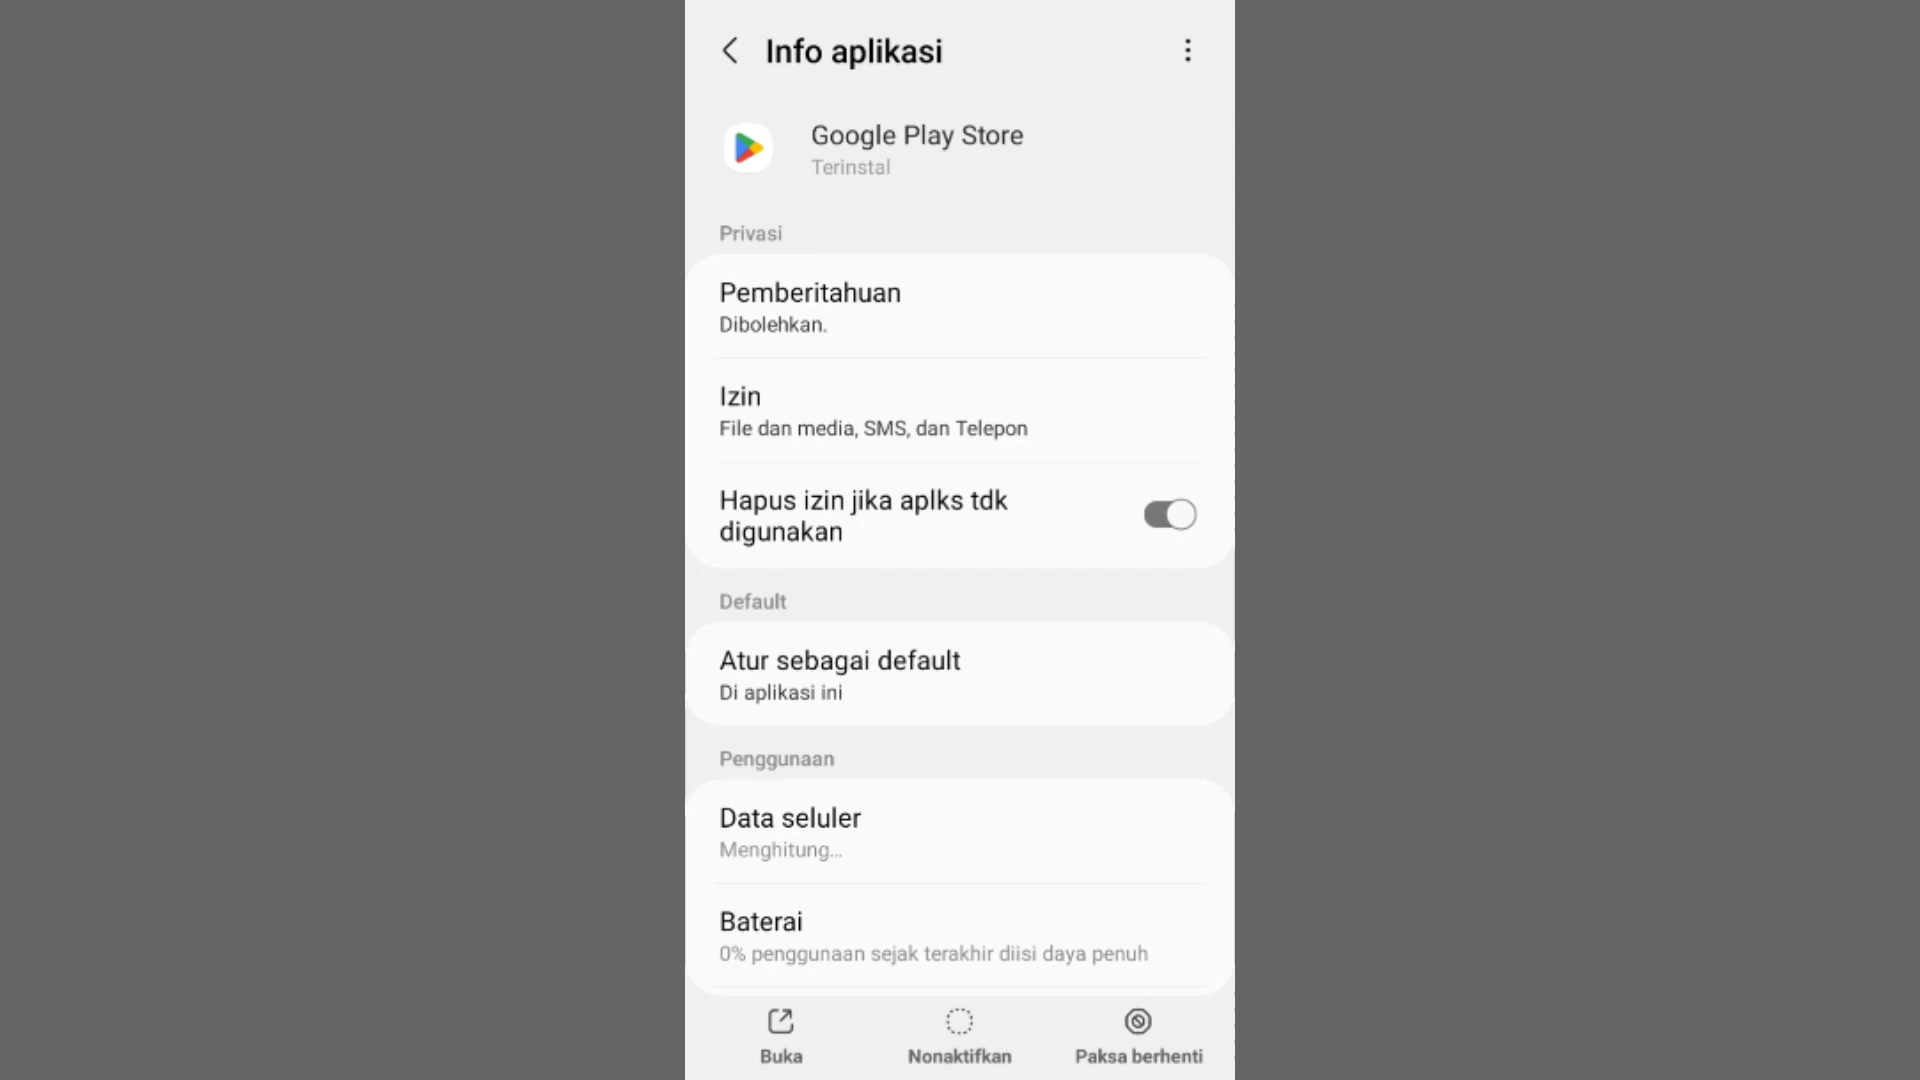 Info aplikasi
Google Play Store
Terinstal
Privasi
Pemberitahuan
Dibolehkan.
Izin
File dan media, SMS, dan Telepon
Hapus izin jika aplks tdk
digunakan
Default
Atur sebagai default
Di aplikasi ini
Penggunaan
Data seluler
Menghitung...
Baterai
0% penggunaan sejak terakhir diisi daya penuh
Buka
Nonaktifkan
Paksa berhenti